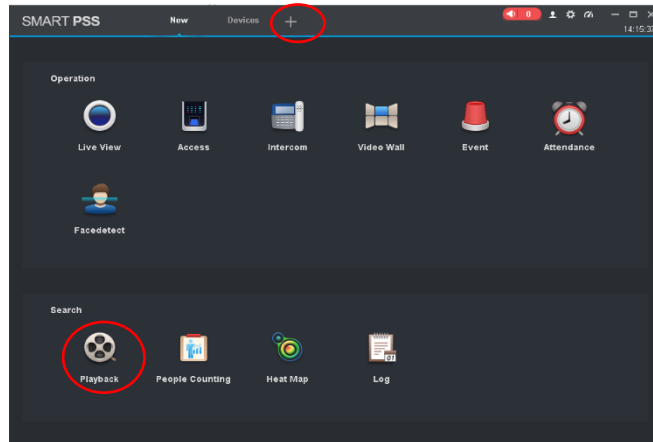 SMART PSS New Devices + 0
14:15:37
Operation
Live View Access Intercom Video Wall Event Attendance
Facedetect
Search
Playback People Counting Heat Map Log